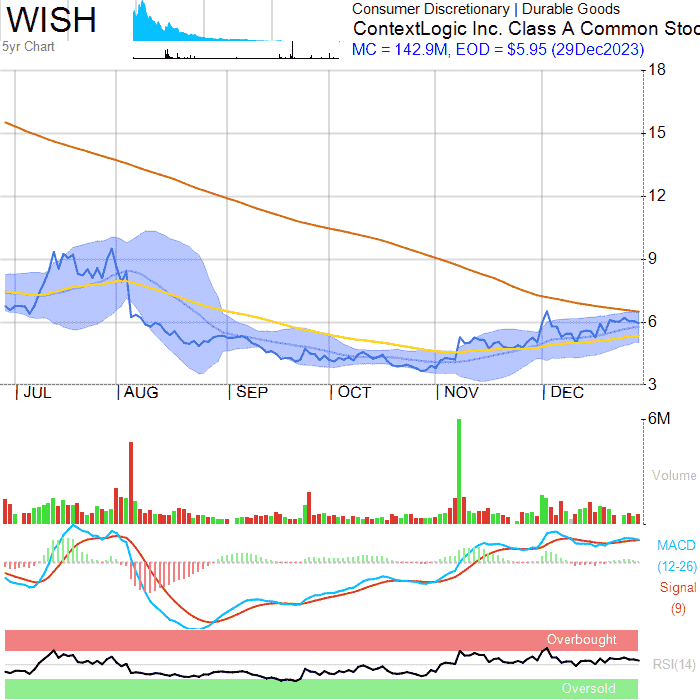 WISH
5yr Chart
Consumer Discretionary | Durable Goods
ContextLogic Inc. Class A Common Stoc
MC = 142.9M, EOD = $5.95 (29Dec2023)
18
15
12
9
6
3
JUL AUG SEP OCT NOV DEC
6M
Volume
MACD
(12-26)
Signal
(9)
Overbought
RSI(14)
Oversold